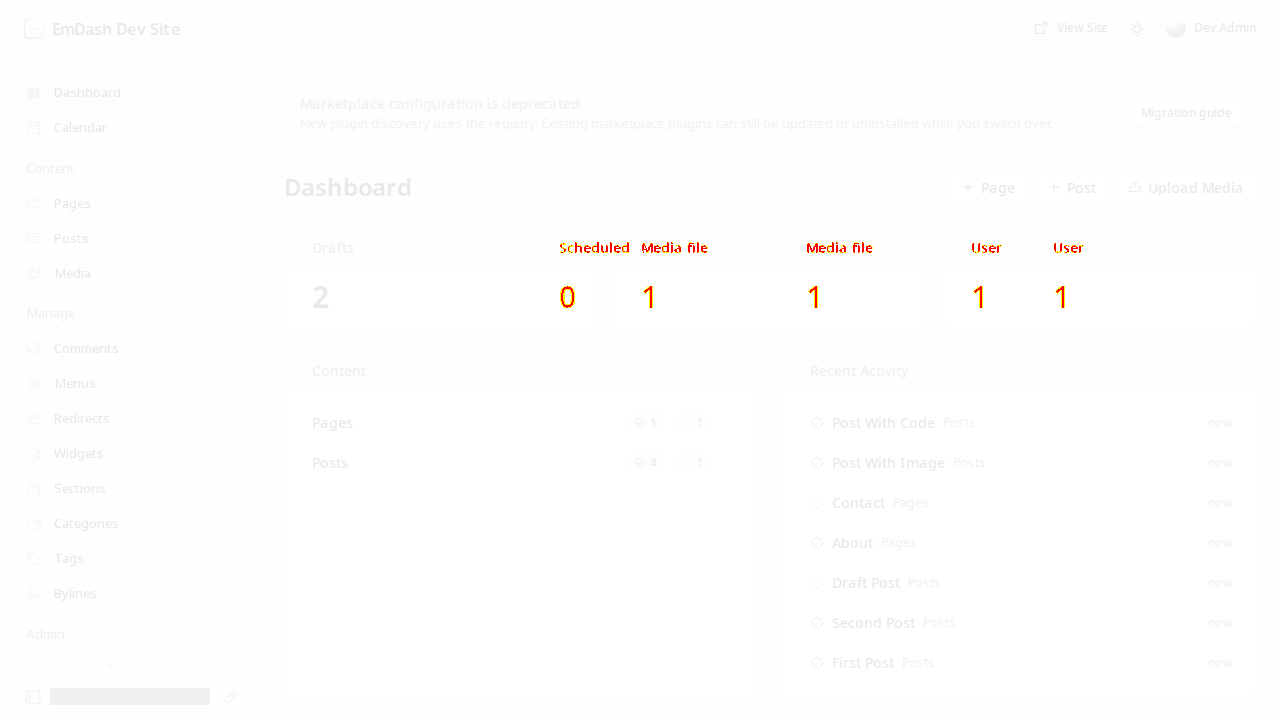 EmDash Dev Site
View Site
Dev Admin
Dashboard
Calendar
Content
Pages
Posts
Media
Manage
Comments
Menus
Redirects
Widgets
Sections
Categories
Tags
Bylines
Admin
Marketplace configuration is deprecated
New plugin discovery uses the registry. Existing marketplace plugins can still be updated or uninstalled while you switch over.
Migration guide
Dashboard
Page
Post
Upload Media
Drafts Scheduled Media file Media file User User
2 0 1 1 1 1
Content
Pages 1 1
Posts 4 1
Recent Activity
Post With Code Posts now
Post With Image Posts now
Contact Pages now
About Pages now
Draft Post Posts now
Second Post Posts now
First Post Posts now